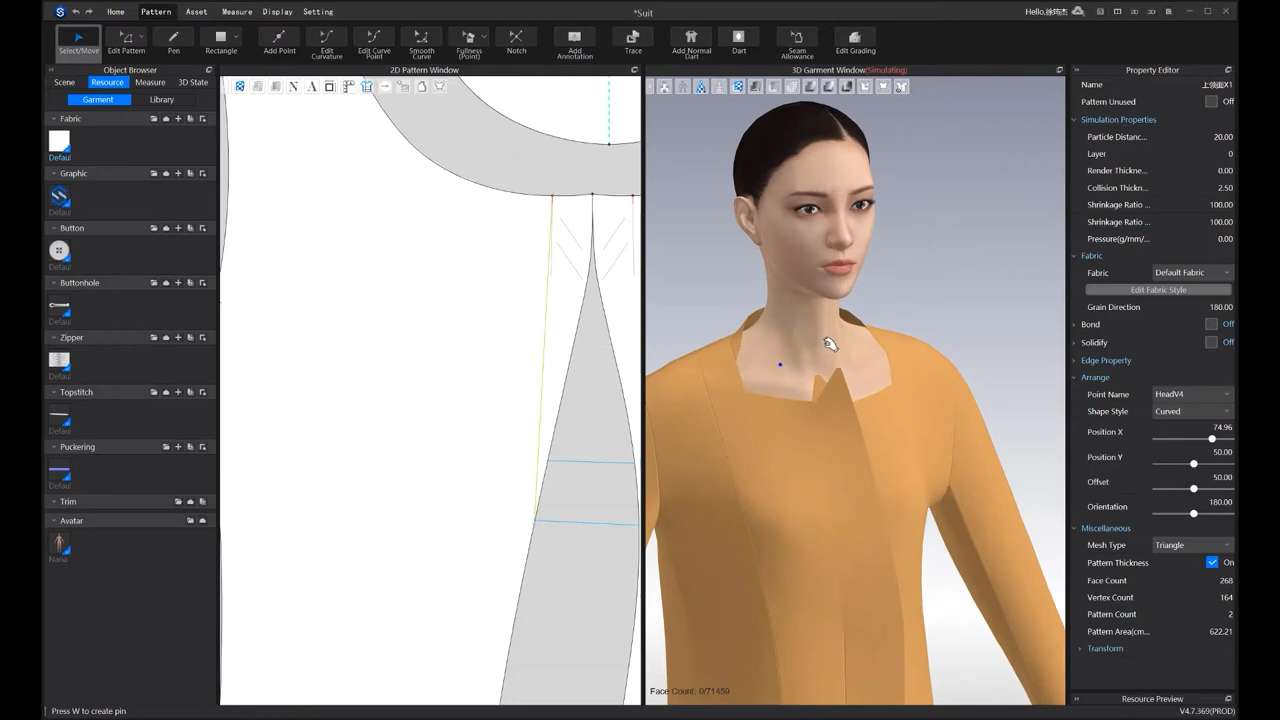 Home
Pattern
Asset
Measure
Display
Setting
*Suit
Select/Move
Edit Pattern
Pen
Rectangle
Add Point
Edit Curvature
Edit Curve Point
Smooth Curve
Fullness (Point)
Notch
Add Annotation
Trace
Add Normal Dart
Dart
Seam Allowance
Edit Grading
Object Browser
2D Pattern Window
3D Garment Window(Simulating)
Property Editor
Scene
Resource
Measure
3D State
Garment
Library
Fabric
Defaul
Graphic
Defaul
Button
Defaul
Buttonhole
Defaul
Zipper
Defaul
Topstitch
Defaul
Puckering
Defaul
Trim
Avatar
Nana
Face Count: 0/71459
Name
Pattern Unused Off
Simulation Properties
Particle Distanc... 20.00
Layer 0
Render Thickne... 0.00
Collision Thickn... 2.50
Shrinkage Ratio ... 100.00
Shrinkage Ratio ... 100.00
Pressure(g/mm/... 0.00
Fabric
Fabric Default Fabric
Edit Fabric Style
Grain Direction 180.00
Bond Off
Solidify Off
Edge Property
Arrange
Point Name HeadV4
Shape Style Curved
Position X 74.96
Position Y 50.00
Offset 50.00
Orientation 180.00
Miscellaneous
Mesh Type Triangle
Pattern Thickness On
Face Count 268
Vertex Count 164
Pattern Count 2
Pattern Area(cm... 622.21
Transform
Resource Preview
Press W to create pin
V4.7.369(PROD)